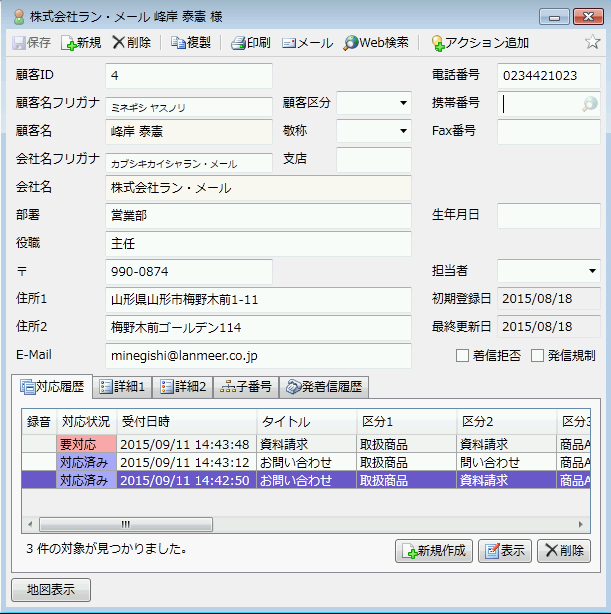 株式会社ラン・メール 峰岸 泰憲 様
保存 新規 削除 複製 印刷 メール Web検索 アクション追加
顧客ID 4 電話番号 0234421023
顧客名フリガナ ミネギシ ヤスノリ 顧客区分 携帯番号
顧客名 峰岸 泰憲 敬称 Fax番号
会社名フリガナ カブシキカイシャラン・メール 支店
会社名 株式会社ラン・メール
部署 営業部 生年月日
役職 主任
〒 990-0874 担当者
住所1 山形県山形市梅野木前1-11 初期登録日 2015/08/18
住所2 梅野木前ゴールデン114 最終更新日 2015/08/18
E-Mail minegishi@lanmeer.co.jp 着信拒否 発信規制
対応履歴 詳細1 詳細2 子番号 発着信履歴
録音 対応状況 受付日時 タイトル 区分1 区分2 区分3
要対応 2015/09/11 14:43:48 資料請求 取扱商品 資料請求 商品A
対応済み 2015/09/11 14:43:12 お問い合わせ 取扱商品 問い合わせ 商品A
対応済み 2015/09/11 14:42:50 お問い合わせ 取扱商品 資料請求 商品A
3 件の対象が見つかりました。 新規作成 表示 削除
地図表示